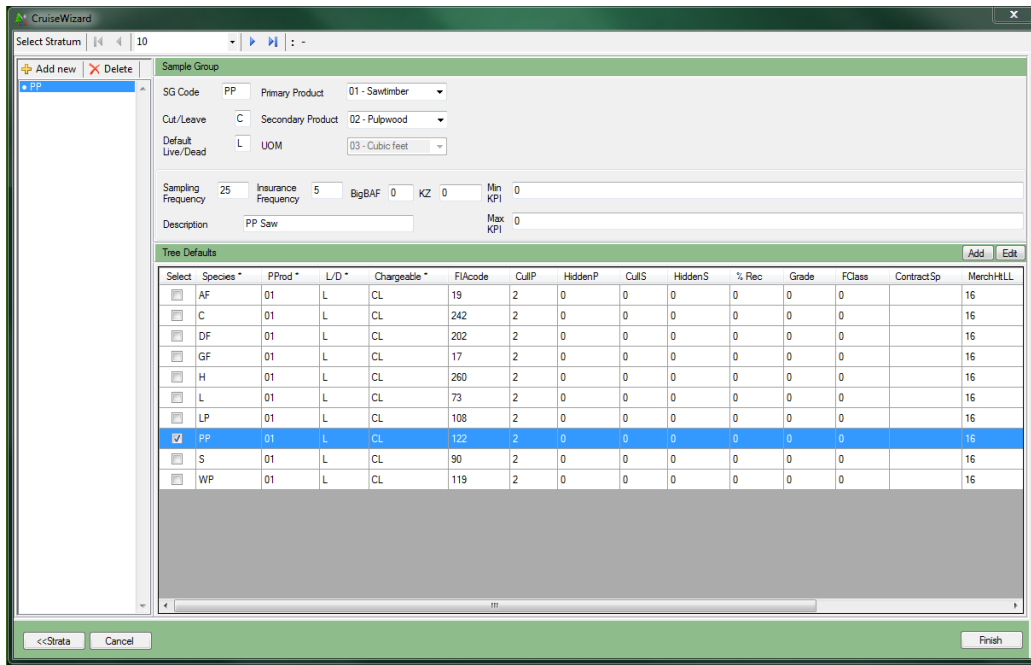 CruiseWizard x
Select Stratum 10 : -
Add new Delete
PP
Sample Group
SG Code PP Primary Product 01 - Sawtimber
Cut/Leave C Secondary Product 02 - Pulpwood
Default Live/Dead L UOM 03 - Cubic feet
Sampling Frequency 25 Insurance Frequency 5 BigBAF 0 KZ 0 Min KPI 0
Description PP Saw Max KPI 0
Tree Defaults Add Edit
Select Species * PProd * L/D * Chargeable * FIAcode CullP HiddenP CullS HiddenS % Rec Grade FClass ContractSp MerchHtLL
AF 01 L CL 19 2 0 0 0 0 0 0 16
C 01 L CL 242 2 0 0 0 0 0 0 16
DF 01 L CL 202 2 0 0 0 0 0 0 16
GF 01 L CL 17 2 0 0 0 0 0 0 16
H 01 L CL 260 2 0 0 0 0 0 0 16
L 01 L CL 73 2 0 0 0 0 0 0 16
LP 01 L CL 108 2 0 0 0 0 0 0 16
PP 01 L CL 122 2 0 0 0 0 0 0 16
S 01 L CL 90 2 0 0 0 0 0 0 16
WP 01 L CL 119 2 0 0 0 0 0 0 16
<<Strata Cancel Finish